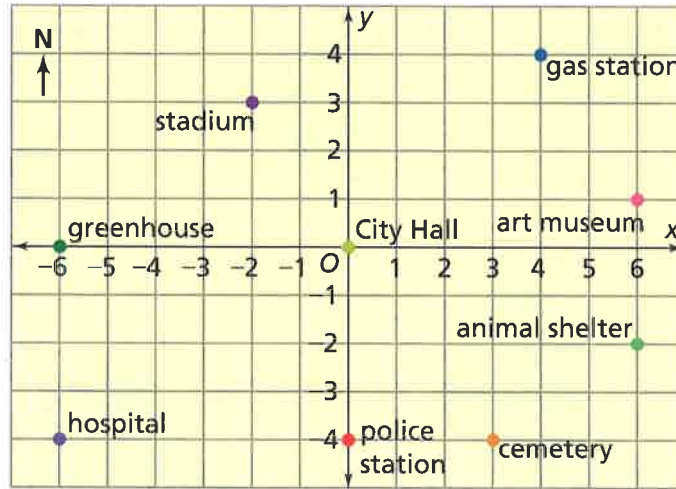 y
N
4
gas station
3
stadium
2
1
greenhouse
City Hall
art museum
x
−6 −5 −4 −3 −2 −1 O 1 2 3 4 5 6
−1
animal shelter
−2
−3
hospital
−4
police
station
cemetery